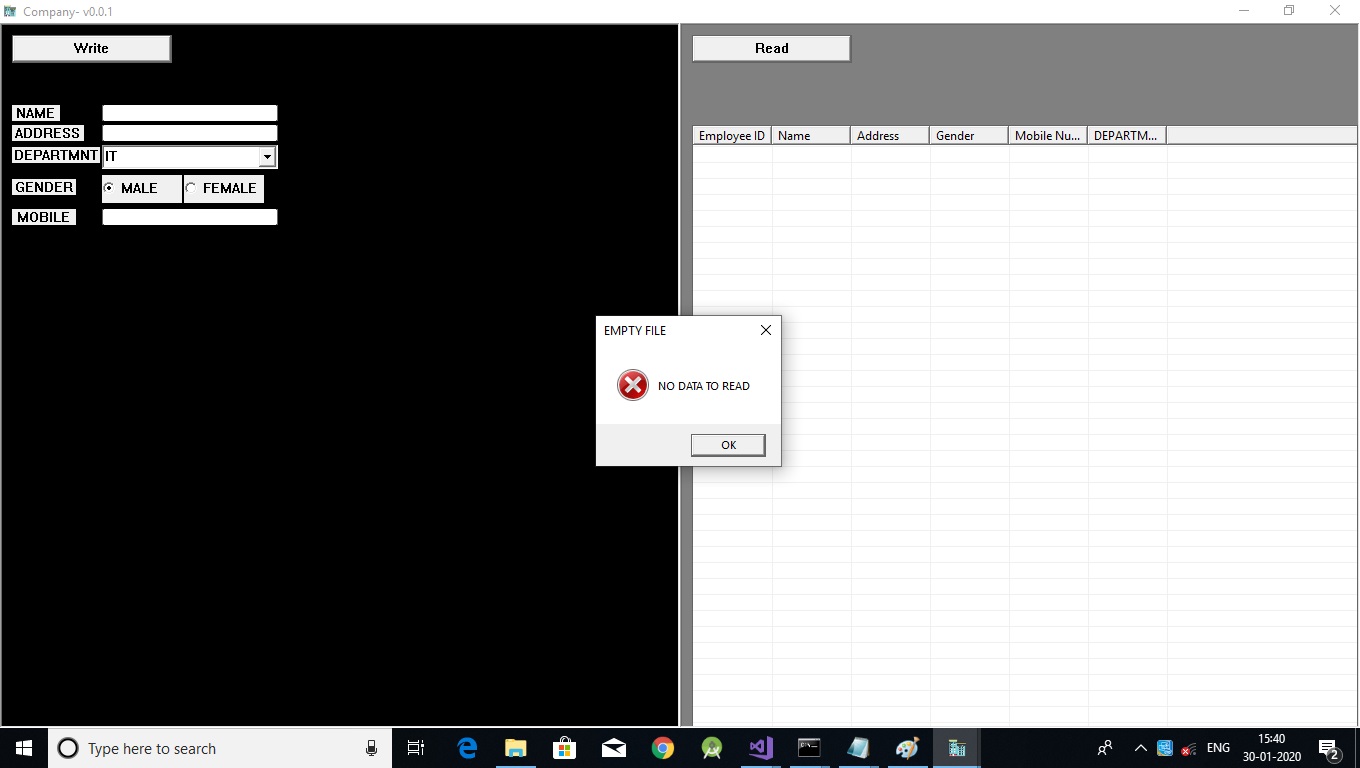 Company- v0.0.1
Write
NAME
ADDRESS
DEPARTMNT IT
GENDER MALE FEMALE
MOBILE
Read
Employee ID Name Address Gender Mobile Nu... DEPARTM...
EMPTY FILE
NO DATA TO READ
OK
Type here to search
ENG
15:40
30-01-2020
2